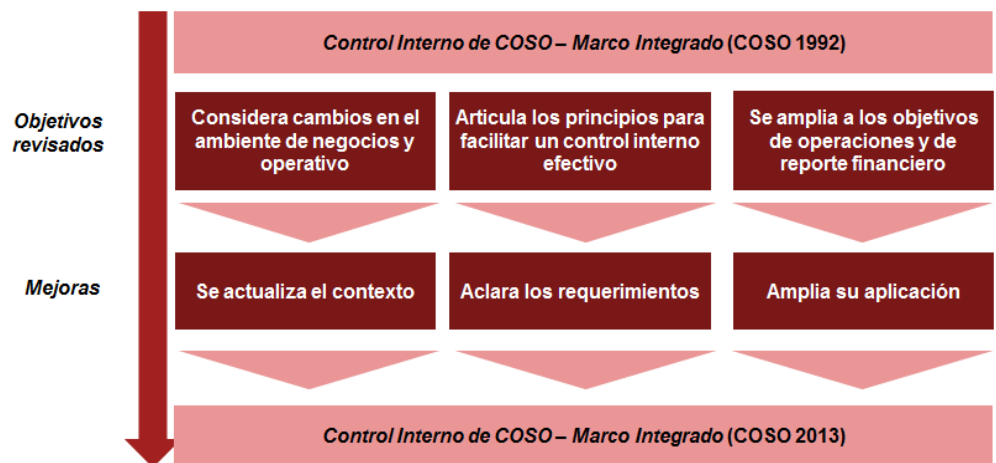 Control Interno de COSO – Marco Integrado (COSO 1992)
Objetivos
revisados
Considera cambios en el
ambiente de negocios y
operativo
Articula los principios para
facilitar un control interno
efectivo
Se amplia a los objetivos
de operaciones y de
reporte financiero
Mejoras
Se actualiza el contexto
Aclara los requerimientos
Amplia su aplicación
Control Interno de COSO – Marco Integrado (COSO 2013)